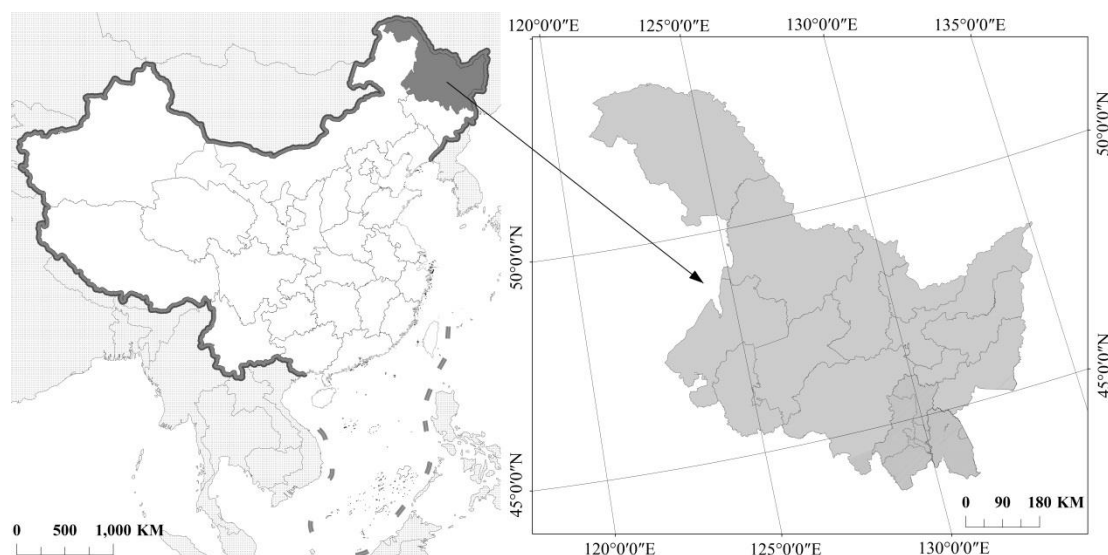 120°0′0″E
125°0′0″E
130°0′0″E
135°0′0″E
50°0′0″N
50°0′0″N
45°0′0″N
45°0′0″N
0 500 1,000 KM
0 90 180 KM
120°0′0″E
125°0′0″E
130°0′0″E